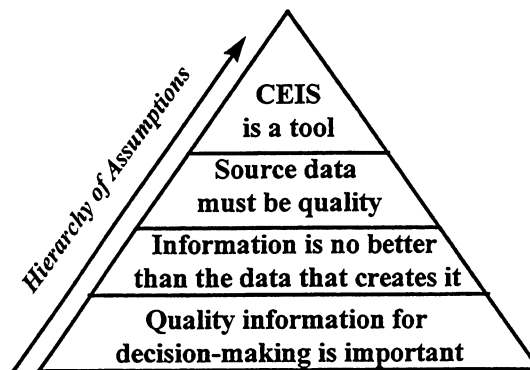 Hierarchy of Assumptions
CEIS
is a tool
Source data
must be quality
Information is no better
than the data that creates it
Quality information for
decision-making is important